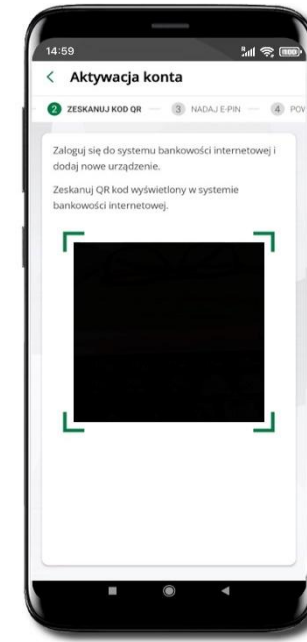 14:59
Aktywacja konta
2 ZESKANUJ KOD QR 3 NADAJ E-PIN 4 POW
Zaloguj się do systemu bankowości internetowej i
dodaj nowe urządzenie.
Zeskanuj QR kod wyświetlony w systemie
bankowości internetowej.